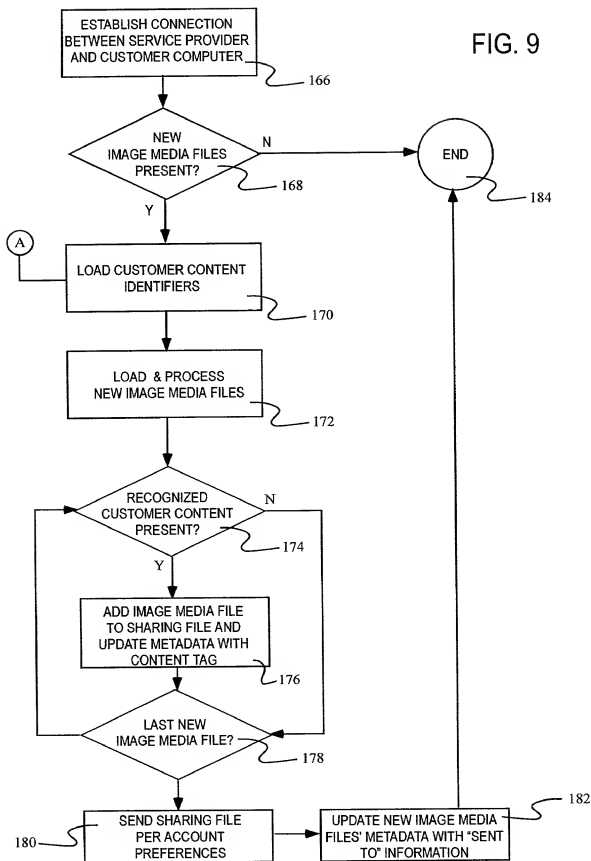 FIG. 9
ESTABLISH CONNECTION
BETWEEN SERVICE PROVIDER
AND CUSTOMER COMPUTER
166
NEW
IMAGE MEDIA FILES
PRESENT?
168
N
Y
END
184
A
LOAD CUSTOMER CONTENT
IDENTIFIERS
170
LOAD & PROCESS
NEW IMAGE MEDIA FILES
172
RECOGNIZED
CUSTOMER CONTENT
PRESENT?
174
N
Y
ADD IMAGE MEDIA FILE
TO SHARING FILE AND
UPDATE METADATA WITH
CONTENT TAG
176
LAST NEW
IMAGE MEDIA FILE?
178
180
SEND SHARING FILE
PER ACCOUNT
PREFERENCES
182
UPDATE NEW IMAGE MEDIA
FILES' METADATA WITH "SENT
TO" INFORMATION